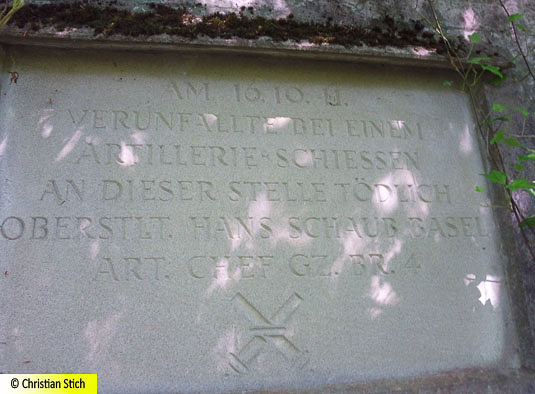 AM 16.10.41.
VERUNFALLTE BEI EINEM
ARTILLERIE-SCHIESSEN
AN DIESER STELLE TÖDLICH
OBERSTLT. HANS SCHAUB, BASEL
ART. CHEF GZ. BR. 4
© Christian Stich